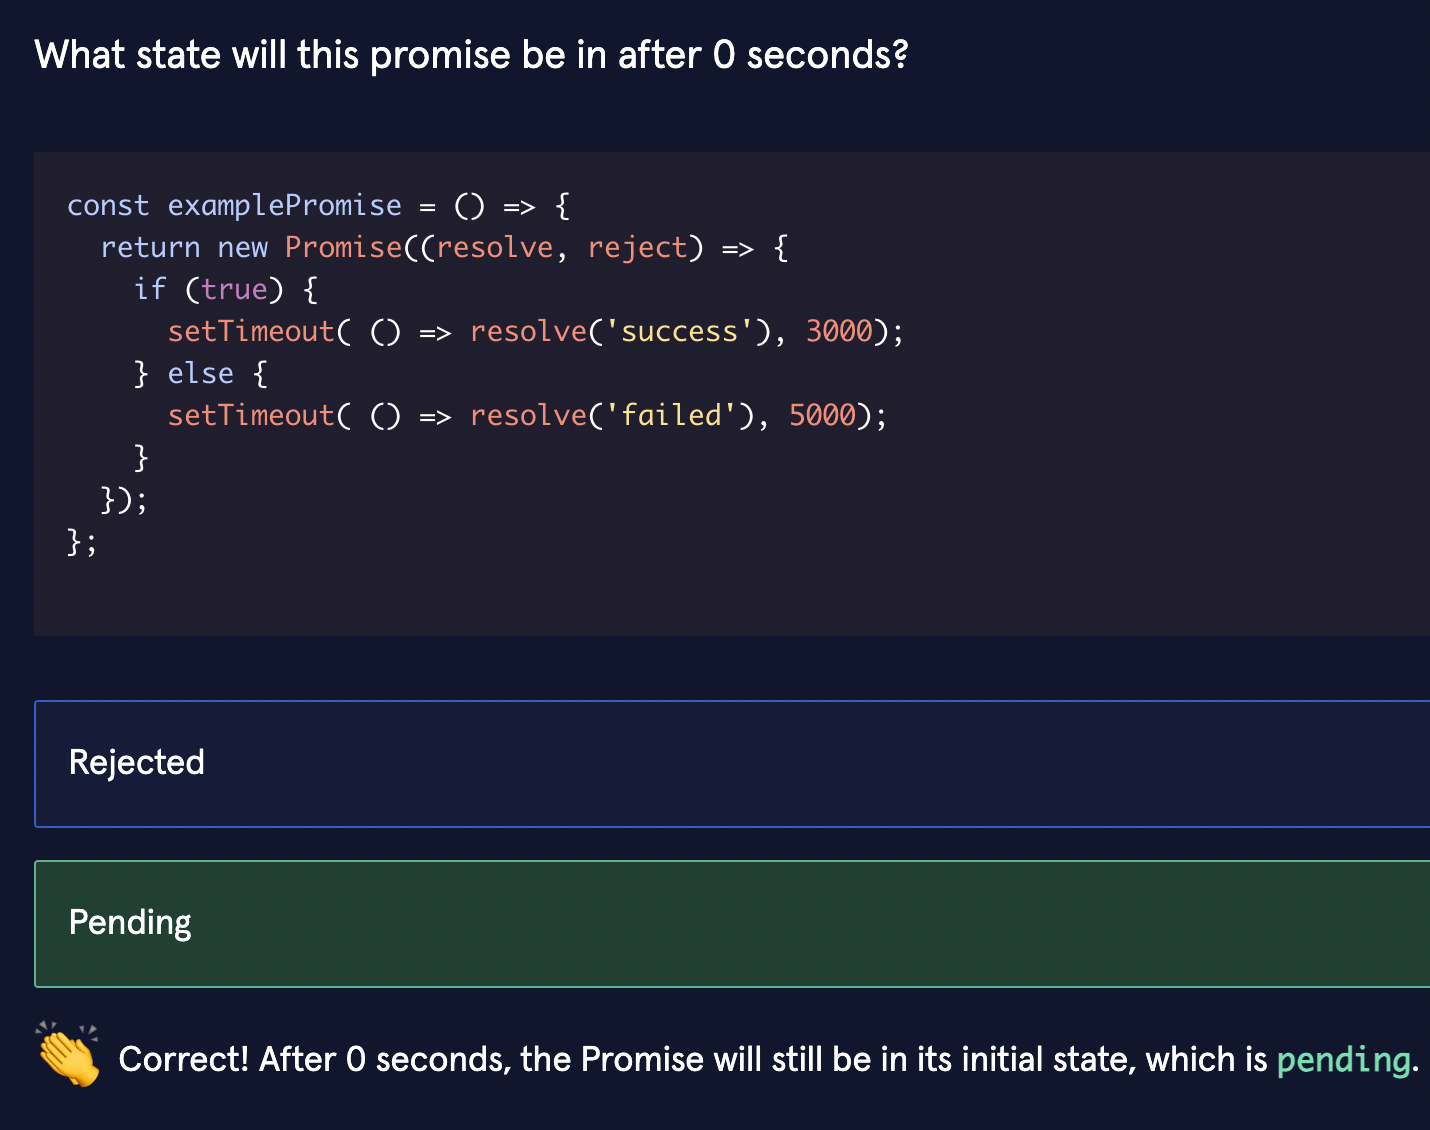 What state will this promise be in after 0 seconds?
const examplePromise = () => {
  return new Promise((resolve, reject) => {
    if (true) {
      setTimeout( () => resolve('success'), 3000);
    } else {
      setTimeout( () => resolve('failed'), 5000);
    }
  });
};
Rejected
Pending
Correct! After 0 seconds, the Promise will still be in its initial state, which is pending.